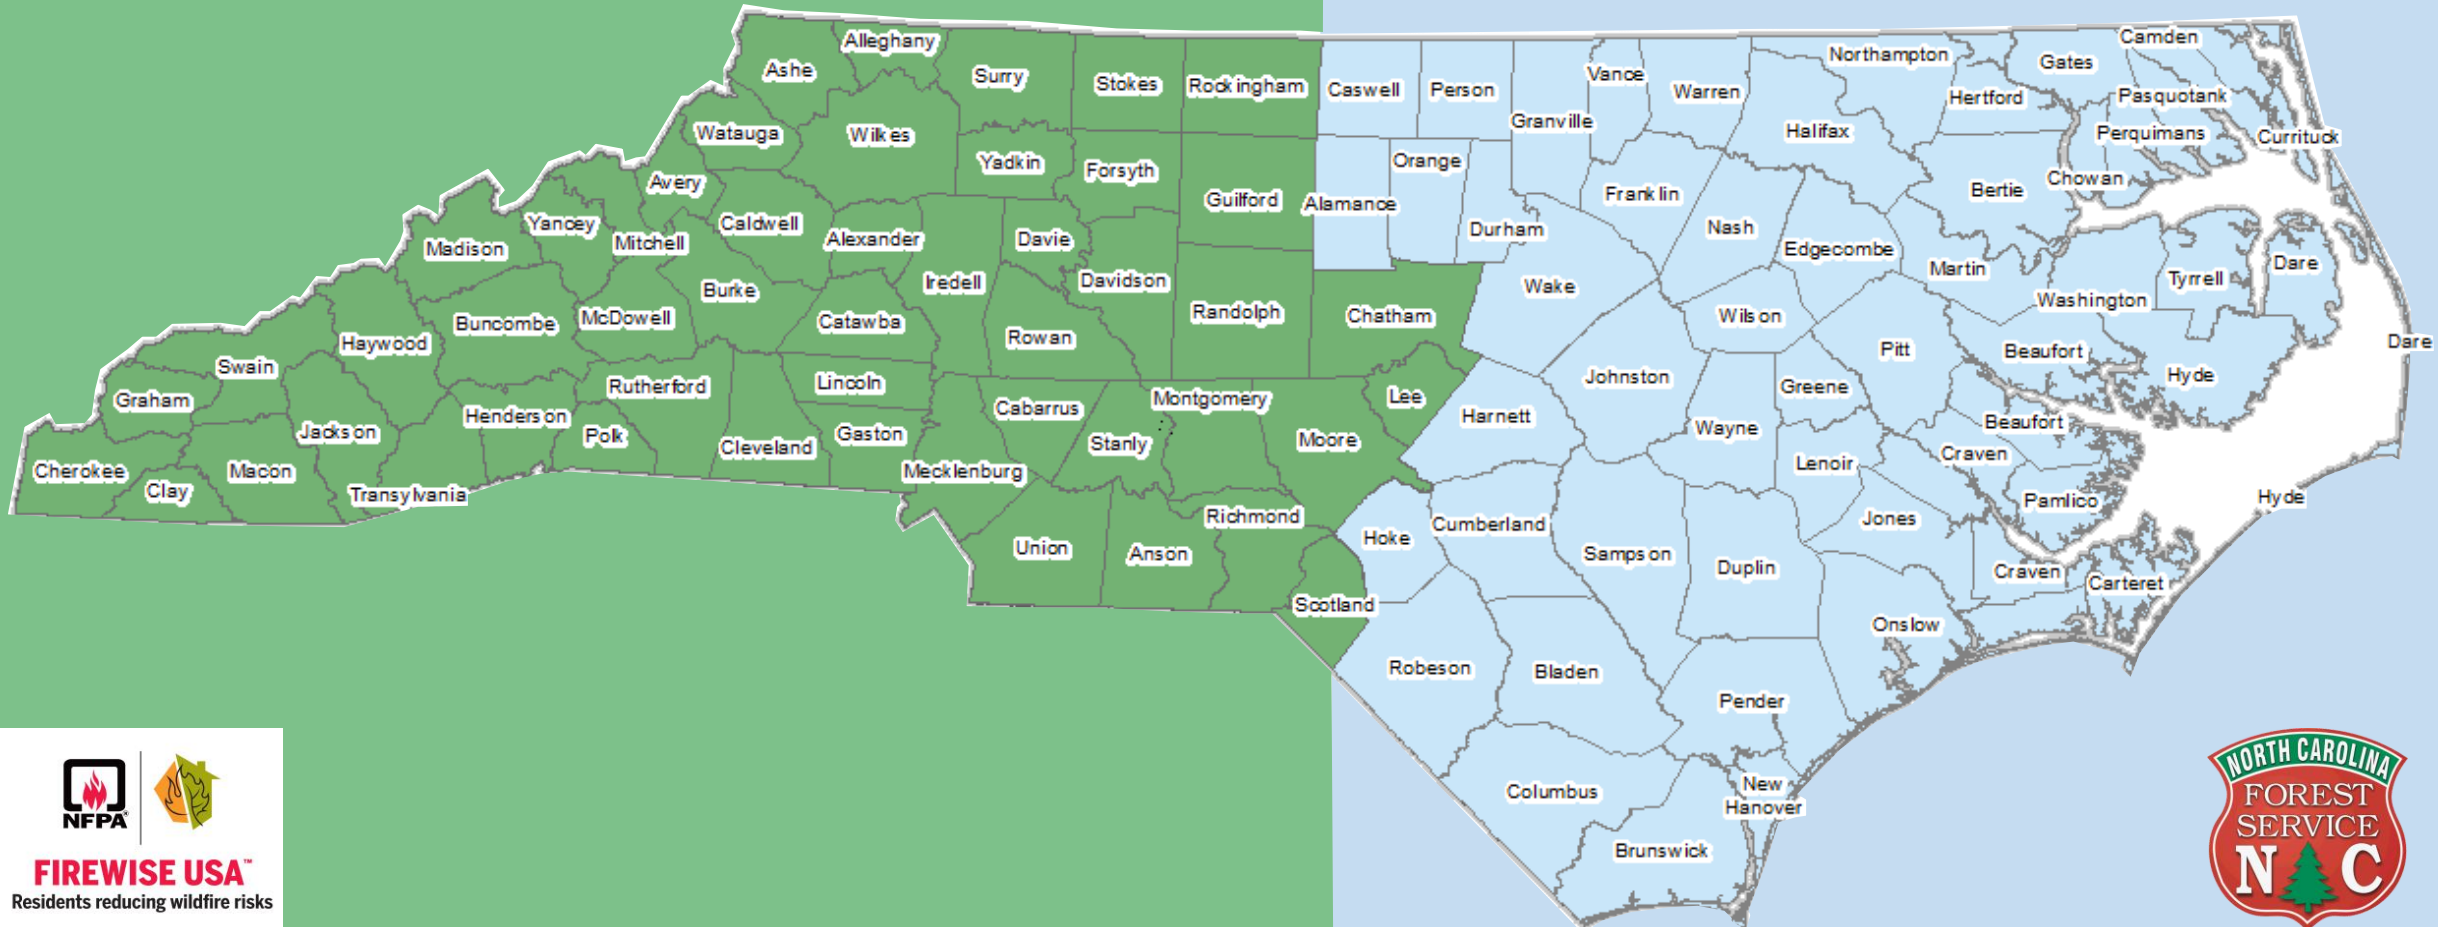 Alleghany
Ashe
Surry
Stokes
Rockingham
Caswell
Person
Vance
Granville
Warren
Northampton
Gates
Camden
Hertford
Pasquotank
Perquimans
Currituck
Halifax
Watauga
Wilkes
Yadkin
Forsyth
Guilford
Alamance
Orange
Durham
Franklin
Nash
Edgecombe
Bertie
Chowan
Martin
Washington
Tyrrell
Dare
Avery
Caldwell
Alexander
Davie
Iredell
Davidson
Yancey
Mitchell
Madison
Burke
Buncombe
McDowell
Catawba
Rowan
Randolph
Chatham
Wake
Wilson
Pitt
Beaufort
Hyde
Dare
Haywood
Swain
Graham
Rutherford
Lincoln
Cabarrus
Montgomery
Lee
Harnett
Johnston
Greene
Wayne
Beaufort
Craven
Lenoir
Pamlico
Hyde
Jackson
Henderson
Polk
Cleveland
Gaston
Stanly
Moore
Cherokee
Clay
Macon
Transylvania
Mecklenburg
Richmond
Union
Anson
Scotland
Hoke
Cumberland
Sampson
Duplin
Jones
Craven
Carteret
Onslow
Robeson
Bladen
Pender
Columbus
New
Hanover
Brunswick
NFPA®
FIREWISE USA™
Residents reducing wildfire risks
NORTH CAROLINA
FOREST
SERVICE
N C